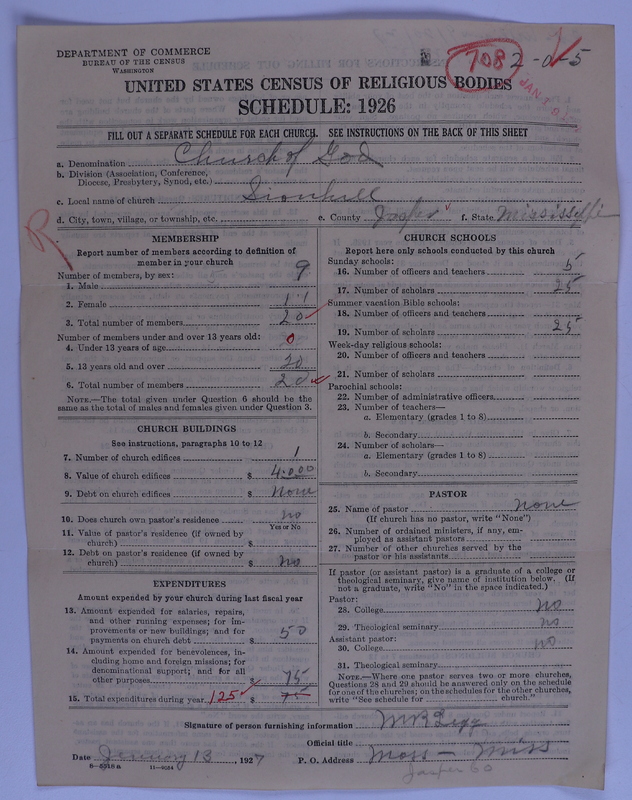 DEPARTMENT OF COMMERCE
BUREAU OF THE CENSUS
WASHINGTON
708 2-0-5
JAN
UNITED STATES CENSUS OF RELIGIOUS BODIES
SCHEDULE: 1926
FILL OUT A SEPARATE SCHEDULE FOR EACH CHURCH. SEE INSTRUCTIONS ON THE BACK OF THIS SHEET
a. Denomination Church of God
b. Division (Association, Conference,
Diocese, Presbytery, Synod, etc.)
c. Local name of church Sionhill
d. City, town, village, or township, etc. e. County Jasper f. State Mississippi
R
MEMBERSHIP
Report number of members according to definition of
member in your church
Number of members, by sex:
1. Male 9
2. Female 11
3. Total number of members 20
Number of members under and over 13 years old:
4. Under 13 years of age 0
5. 13 years old and over 20
6. Total number of members 20
NOTE.—The total given under Question 6 should be the
same as the total of males and females given under Question 3.
CHURCH BUILDINGS
See instructions, paragraphs 10 to 12
7. Number of church edifices 1
8. Value of church edifices $ 4.000
9. Debt on church edifices $ None
10. Does church own pastor's residence no
Yes or No
11. Value of pastor's residence (if owned by
church) $
12. Debt on pastor's residence (if owned by
church) $ no
EXPENDITURES
Amount expended by your church during last fiscal year
13. Amount expended for salaries, repairs,
and other running expenses; for im-
provements or new buildings; and for
payments on church debt $ 50
14. Amount expended for benevolences, in-
cluding home and foreign missions; for
denominational support; and for all
other purposes $ 75
15. Total expenditures during year 125 $ 75
CHURCH SCHOOLS
Report here only schools conducted by this church
Sunday schools:
16. Number of officers and teachers 5
17. Number of scholars 25
Summer vacation Bible schools:
18. Number of officers and teachers
19. Number of scholars 25
Week-day religious schools:
20. Number of officers and teachers
21. Number of scholars
Parochial schools:
22. Number of administrative officers
23. Number of teachers—
a. Elementary (grades 1 to 8)
b. Secondary
24. Number of scholars—
a. Elementary (grades 1 to 8)
b. Secondary
PASTOR
25. Name of pastor none
(If church has no pastor, write "None")
26. Number of ordained ministers, if any, em-
ployed as assistant pastors
27. Number of other churches served by the
pastor or his assistants
If pastor (or assistant pastor) is a graduate of a college or
theological seminary, give name of institution below. (If
not a graduate, write "No" in the space indicated.)
Pastor:
28. College no
29. Theological seminary no
Assistant pastor:
30. College no
31. Theological seminary
NOTE.—Where one pastor serves two or more churches,
Questions 28 and 29 should be answered only on the schedule
for one of the churches; on the schedules for the other churches,
write "See schedule for church."
Signature of person furnishing information
Official title
Date January 13, 1927 P. O. Address Moss — Miss
8-5318a 11-9054 Jasper Co